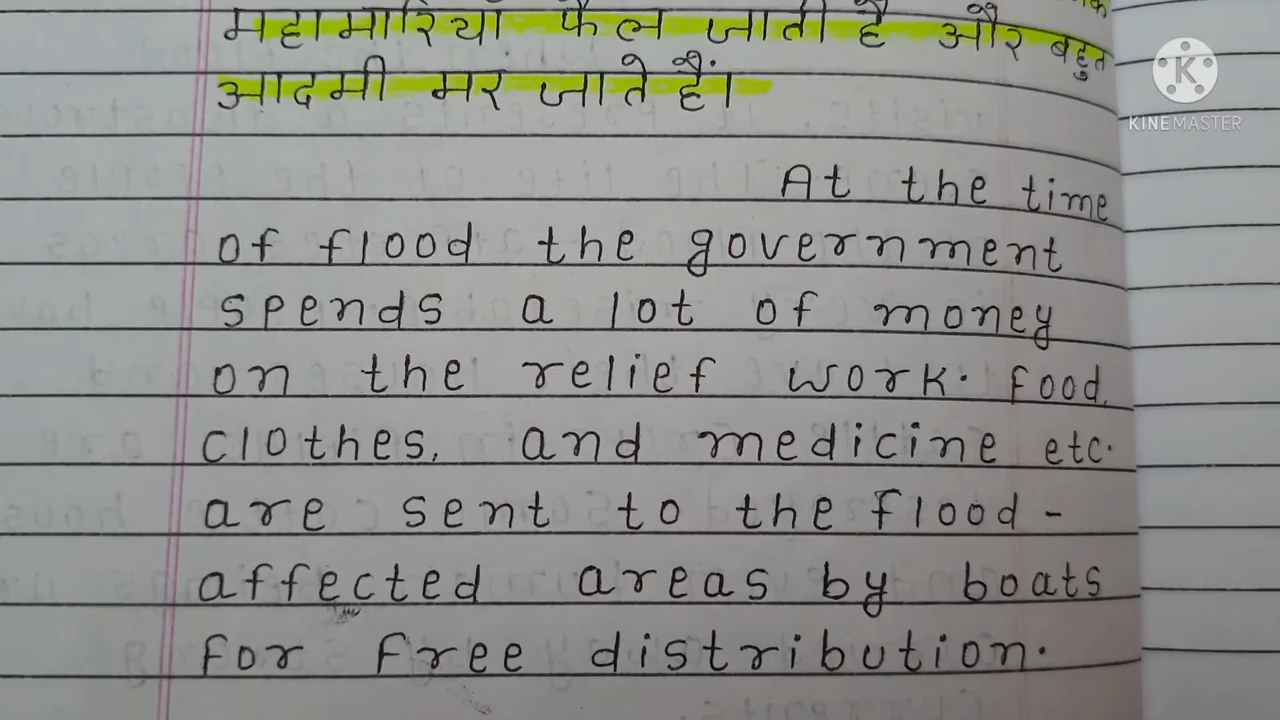 महामारियाँ फैल जाती है और बहुत
आदमी मर जाते हैं।
At the time
of flood the government
spends a lot of money
on the relief work. Food,
clothes, and medicine etc.
are sent to the flood-
affected areas by boats
for free distribution.
K
KINEMASTER